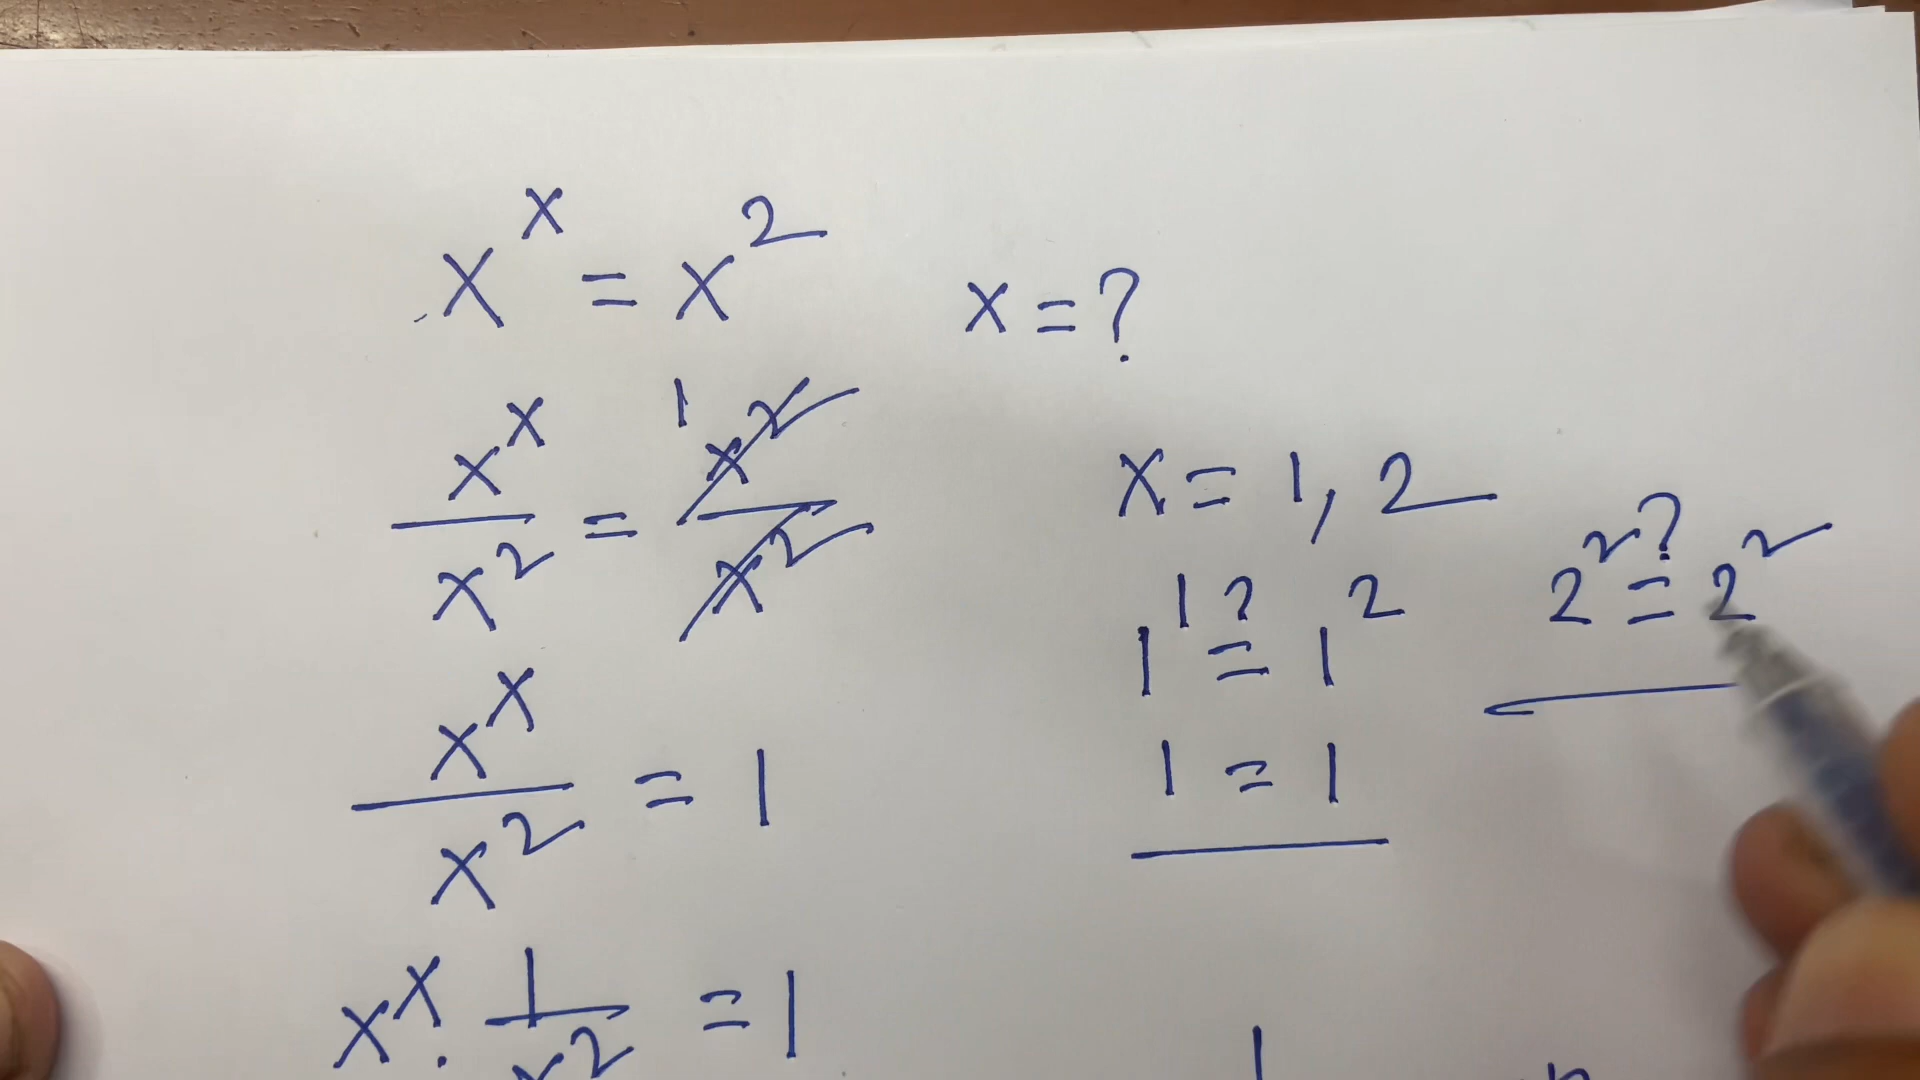 x^x = x^2    x = ?
x^x/x^2 = 1 x^2/x^2
x^x/x^2 = 1
x^x · 1/x^2 = 1
x = 1, 2
1^1 ?= 1^2    2^2 ?= 2^2
1 = 1